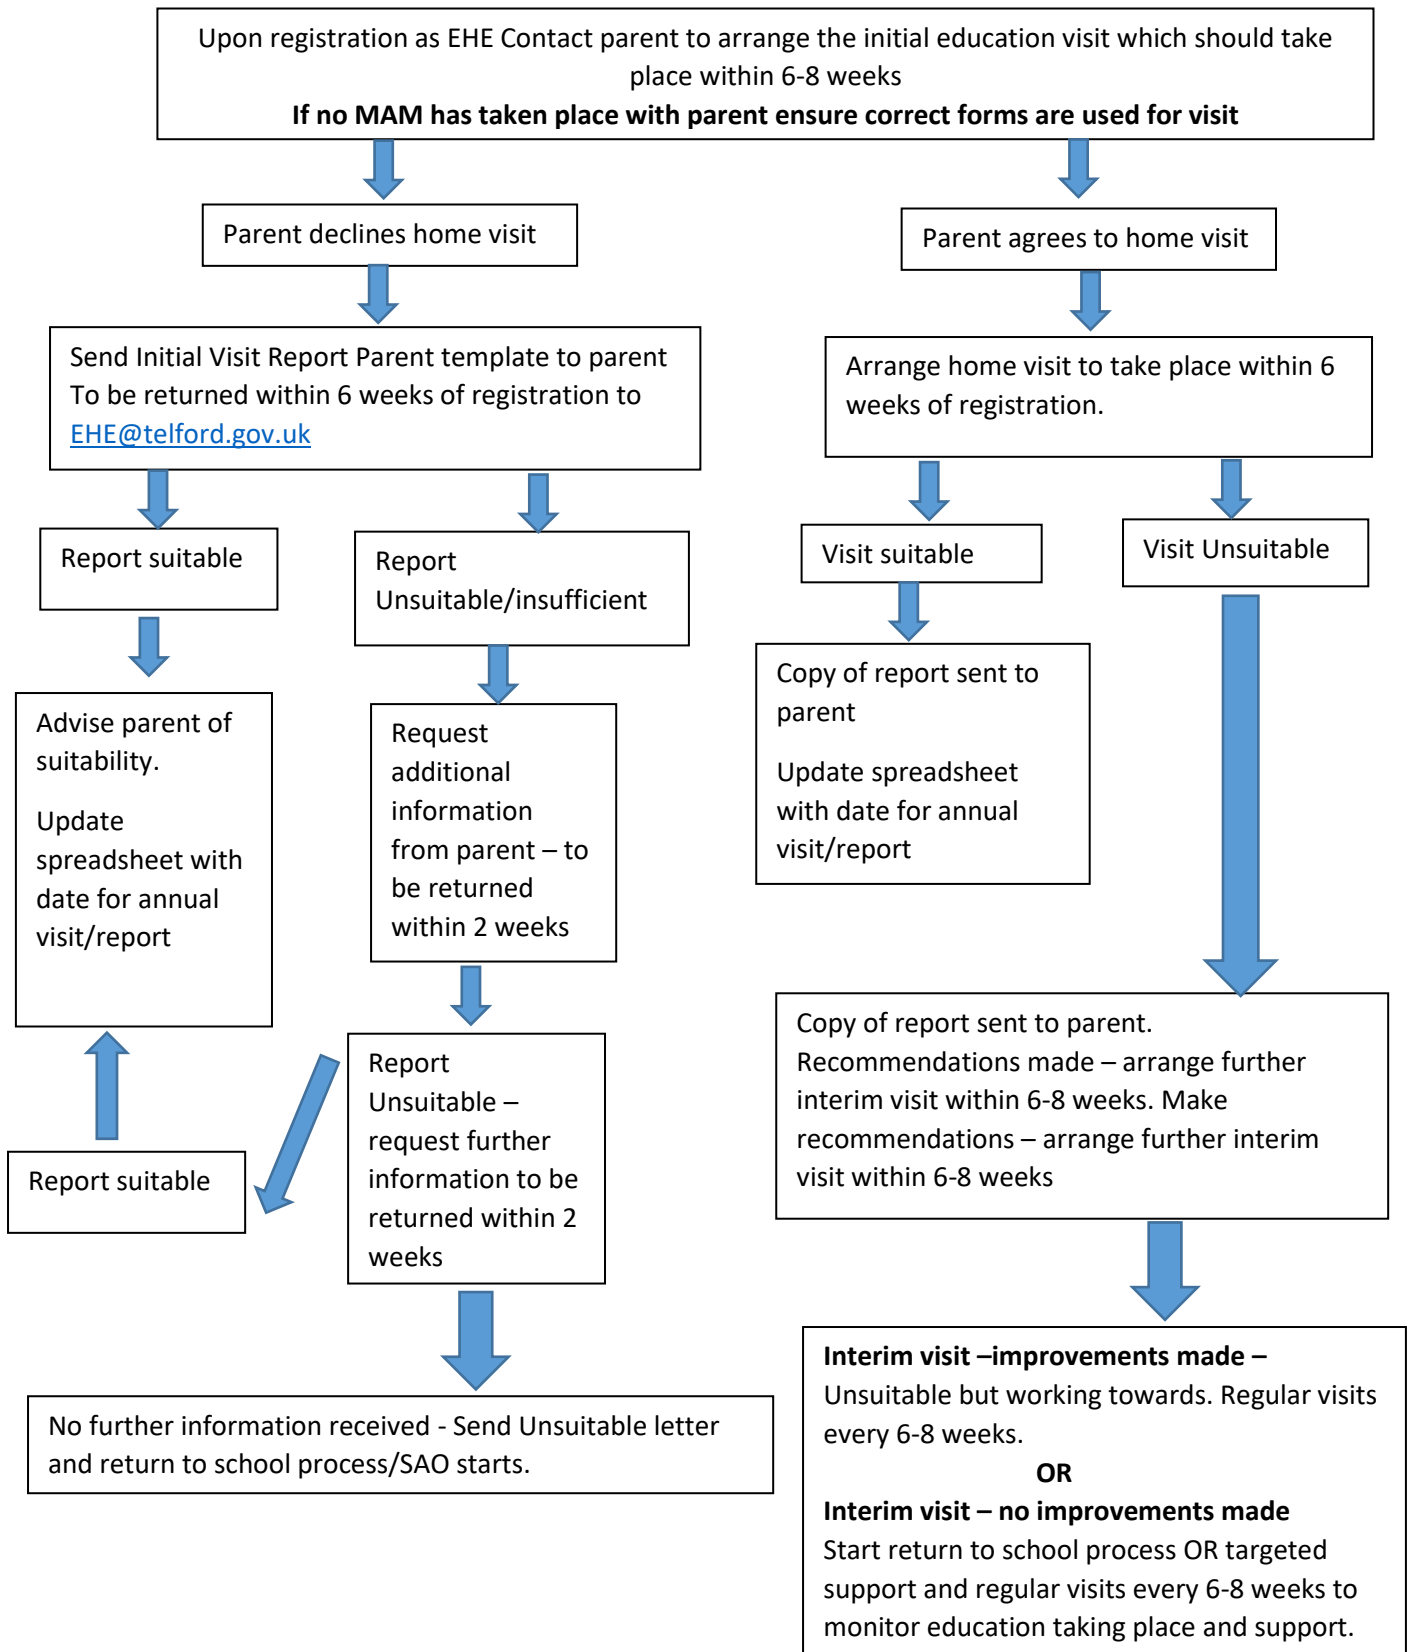 Upon registration as EHE Contact parent to arrange the initial education visit which should take
place within 6-8 weeks
If no MAM has taken place with parent ensure correct forms are used for visit
Parent declines home visit
Parent agrees to home visit
Send Initial Visit Report Parent template to parent
To be returned within 6 weeks of registration to
EHE@telford.gov.uk
Arrange home visit to take place within 6
weeks of registration.
Report suitable
Report
Unsuitable/insufficient
Visit suitable
Visit Unsuitable
Advise parent of
suitability.
Update
spreadsheet with
date for annual
visit/report
Request
additional
information
from parent – to
be returned
within 2 weeks
Copy of report sent to
parent
Update spreadsheet
with date for annual
visit/report
Report suitable
Report
Unsuitable –
request further
information to be
returned within 2
weeks
Copy of report sent to parent.
Recommendations made – arrange further
interim visit within 6-8 weeks. Make
recommendations – arrange further interim
visit within 6-8 weeks
No further information received - Send Unsuitable letter
and return to school process/SAO starts.
Interim visit –improvements made –
Unsuitable but working towards. Regular visits
every 6-8 weeks.
OR
Interim visit – no improvements made
Start return to school process OR targeted
support and regular visits every 6-8 weeks to
monitor education taking place and support.